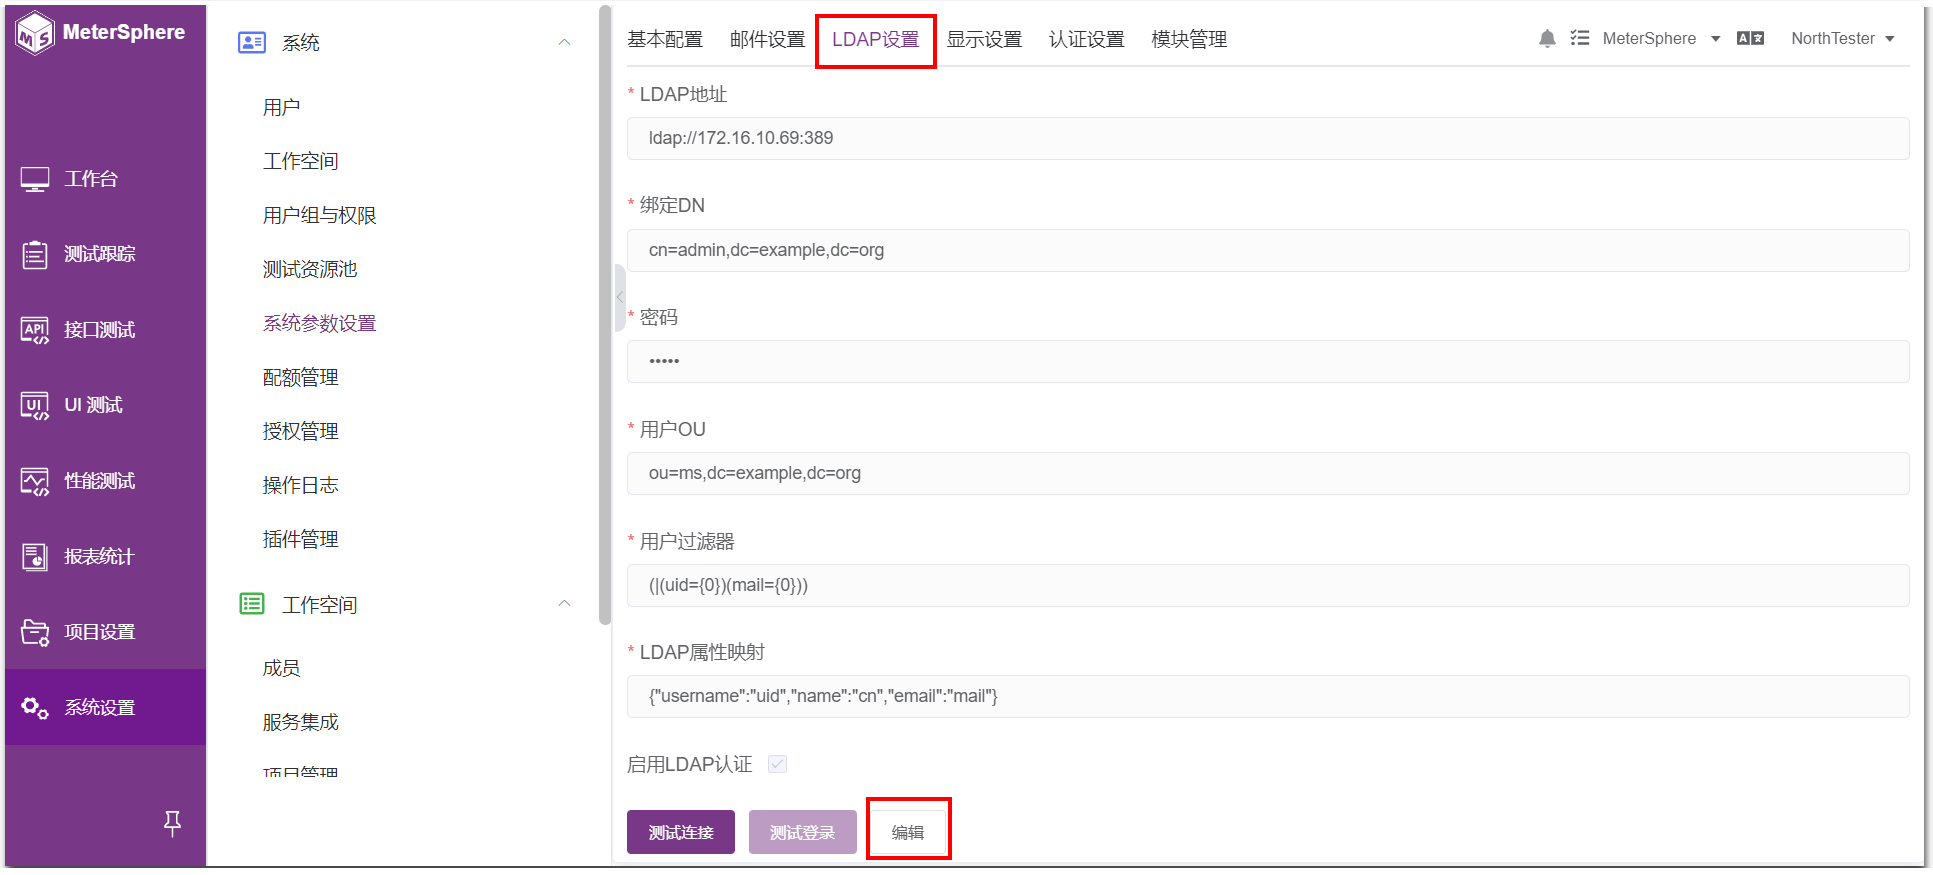 MeterSphere
工作台
测试跟踪
接口测试
UI 测试
性能测试
报表统计
项目设置
系统设置
系统
用户
工作空间
用户组与权限
测试资源池
系统参数设置
配额管理
授权管理
操作日志
插件管理
工作空间
成员
服务集成
项目管理
基本配置 邮件设置 LDAP设置 显示设置 认证设置 模块管理
MeterSphere NorthTester
* LDAP地址
ldap://172.16.10.69:389
* 绑定DN
cn=admin,dc=example,dc=org
* 密码
•••••
* 用户OU
ou=ms,dc=example,dc=org
* 用户过滤器
(|(uid={0})(mail={0}))
* LDAP属性映射
{"username":"uid","name":"cn","email":"mail"}
启用LDAP认证
测试连接 测试登录 编辑